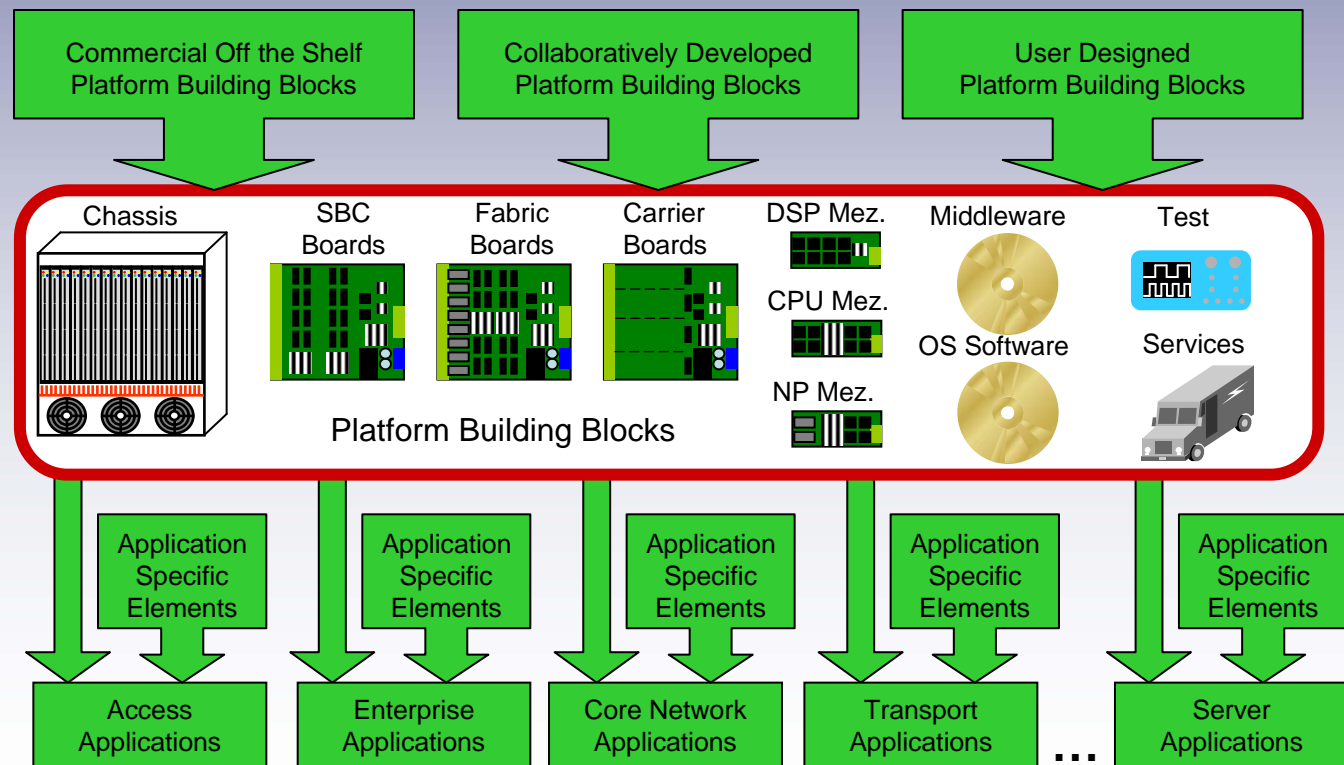 Commercial Off the Shelf
Platform Building Blocks
Collaboratively Developed
Platform Building Blocks
User Designed
Platform Building Blocks
Chassis
SBC
Boards
Fabric
Boards
Carrier
Boards
DSP Mez.
CPU Mez.
NP Mez.
Middleware
OS Software
Test
Services
Platform Building Blocks
Application
Specific
Elements
Application
Specific
Elements
Application
Specific
Elements
Application
Specific
Elements
Application
Specific
Elements
Access
Applications
Enterprise
Applications
Core Network
Applications
Transport
Applications
...
Server
Applications